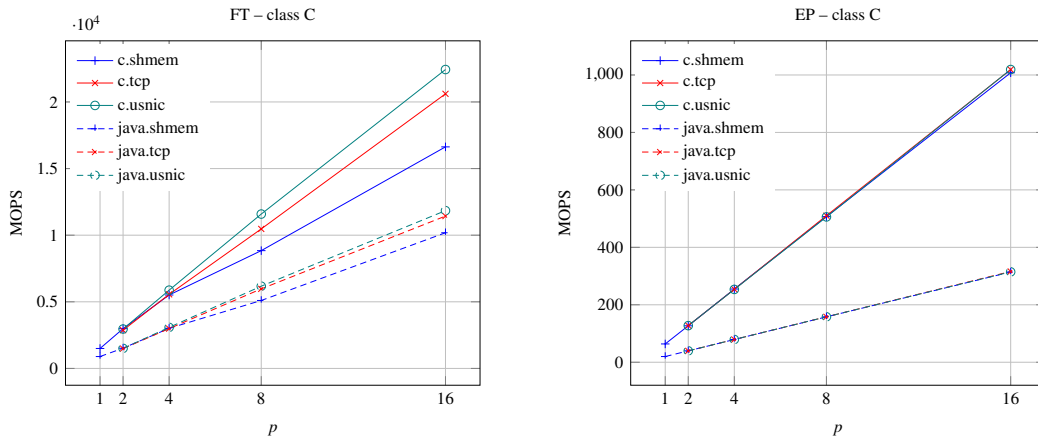 FT – class C
·10⁴
c.shmem
c.tcp
c.usnic
java.shmem
java.tcp
java.usnic
2
1.5
1
0.5
0
MOPS
1 2 4 8 16
p
EP – class C
c.shmem
c.tcp
c.usnic
java.shmem
java.tcp
java.usnic
1,000
800
600
400
200
0
MOPS
1 2 4 8 16
p